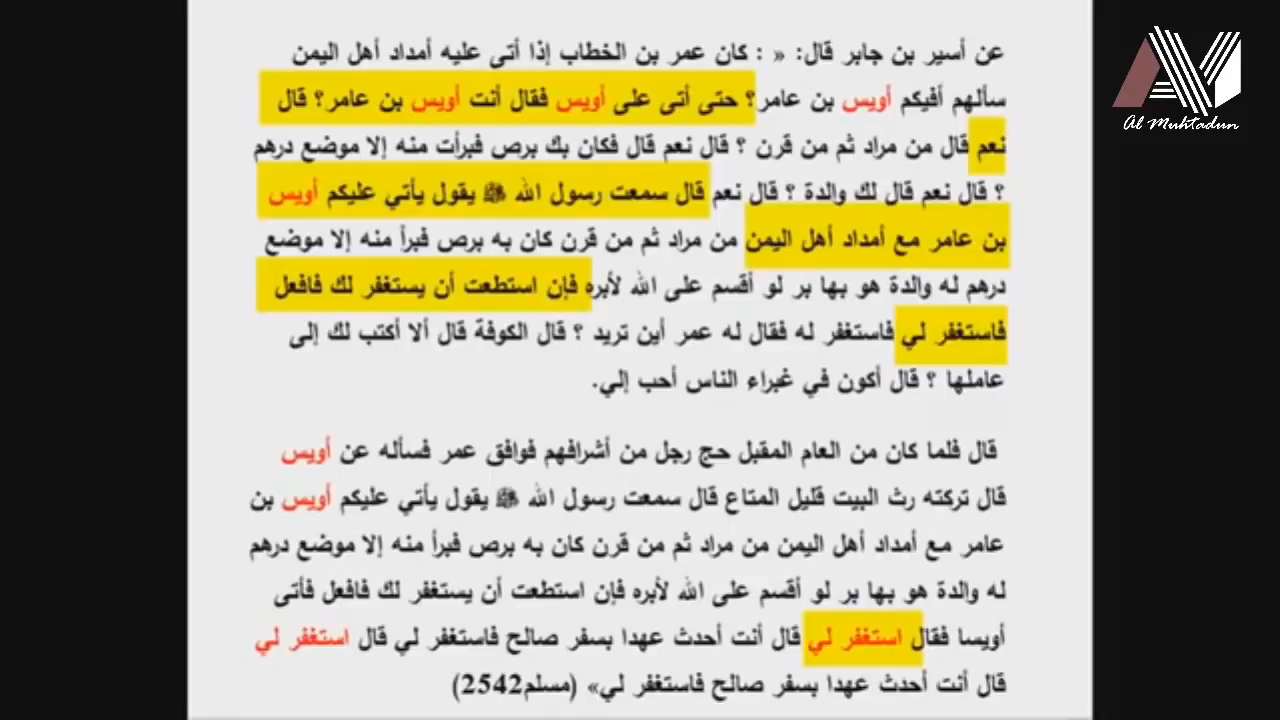 عن أسير بن جابر قال: « : كان عمر بن الخطاب إذا أتى عليه أمداد أهل اليمن
سألهم أفيكم أويس بن عامر؟ حتى أتى على أويس فقال أنت أويس بن عامر؟ قال
نعم قال من مراد ثم من قرن ؟ قال نعم قال فكان بك برص فبرأت منه إلا موضع درهم
؟ قال نعم قال لك والدة ؟ قال نعم قال سمعت رسول الله ﷺ يقول يأتي عليكم أويس
بن عامر مع أمداد أهل اليمن من مراد ثم من قرن كان به برص فبرأ منه إلا موضع
درهم له والدة هو بها بر لو أقسم على الله لأبره فإن استطعت أن يستغفر لك فافعل
فاستغفر لي فاستغفر له فقال له عمر أين تريد ؟ قال الكوفة قال ألا أكتب لك إلى
عاملها ؟ قال أكون في غبراء الناس أحب إلي.
قال فلما كان من العام المقبل حج رجل من أشرافهم فوافق عمر فسأله عن أويس
قال تركته رث البيت قليل المتاع قال سمعت رسول الله ﷺ يقول يأتي عليكم أويس بن
عامر مع أمداد أهل اليمن من مراد ثم من قرن كان به برص فبرأ منه إلا موضع درهم
له والدة هو بها بر لو أقسم على الله لأبره فإن استطعت أن يستغفر لك فافعل فأتى
أويسا فقال استغفر لي قال أنت أحدث عهدا بسفر صالح فاستغفر لي قال استغفر لي
قال أنت أحدث عهدا بسفر صالح فاستغفر لي» (مسلم2542)
Al Muhtadun